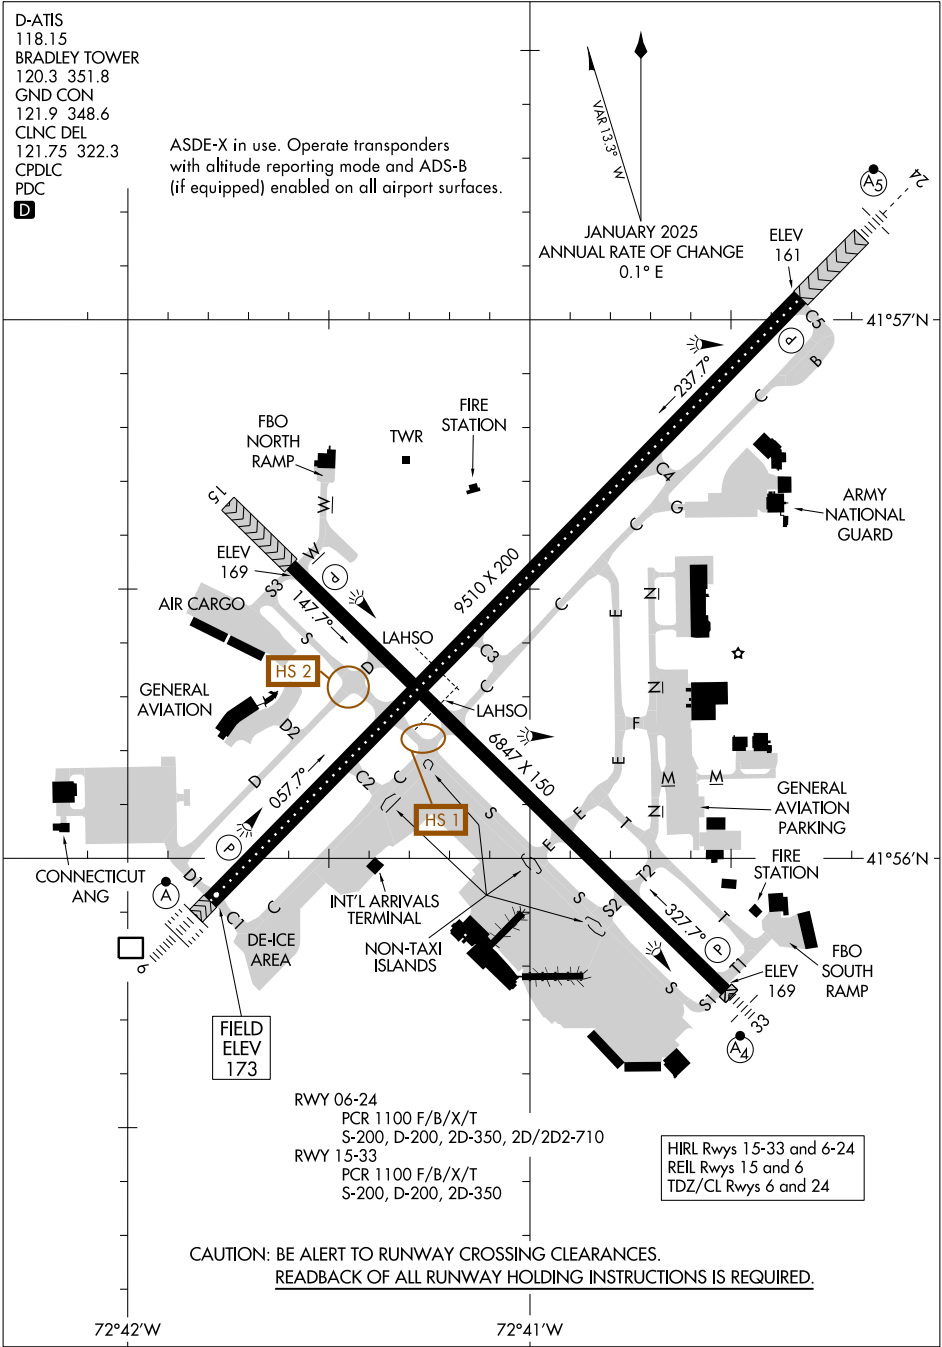 D-ATIS
118.15
BRADLEY TOWER
120.3 351.8
GND CON
121.9 348.6
CLNC DEL
121.75 322.3
CPDLC
PDC
D
ASDE-X in use. Operate transponders
with altitude reporting mode and ADS-B
(if equipped) enabled on all airport surfaces.
VAR 13.3° W
JANUARY 2025
ANNUAL RATE OF CHANGE
0.1° E
A5
24
ELEV
161
C5
41°57'N
P
B
237.7°
C
FBO
NORTH
RAMP
TWR
FIRE
STATION
C4
G
C
ARMY
NATIONAL
GUARD
15
W
W
ELEV
169
P
9510 X 200
S3
147.7°
AIR CARGO
S
C
E
N
LAHSO
D
C3
HS 2
C
N
GENERAL
AVIATION
LAHSO
D2
F
6847 X 150
D
057.7°
C2
C
C
E
M
M
N
GENERAL
AVIATION
PARKING
HS 1
S
E
T
P
E
41°56'N
CONNECTICUT
ANG
D1
A
C1
C
INT'L ARRIVALS
TERMINAL
T2
FIRE
STATION
DE-ICE
AREA
NON-TAXI
ISLANDS
S
S2
327.7°
T
P
T1
FBO
SOUTH
RAMP
6
S
S1
ELEV
169
33
A4
FIELD
ELEV
173
RWY 06-24
PCR 1100 F/B/X/T
S-200, D-200, 2D-350, 2D/2D2-710
RWY 15-33
PCR 1100 F/B/X/T
S-200, D-200, 2D-350
HIRL Rwys 15-33 and 6-24
REIL Rwys 15 and 6
TDZ/CL Rwys 6 and 24
CAUTION: BE ALERT TO RUNWAY CROSSING CLEARANCES.
READBACK OF ALL RUNWAY HOLDING INSTRUCTIONS IS REQUIRED.
72°42'W
72°41'W